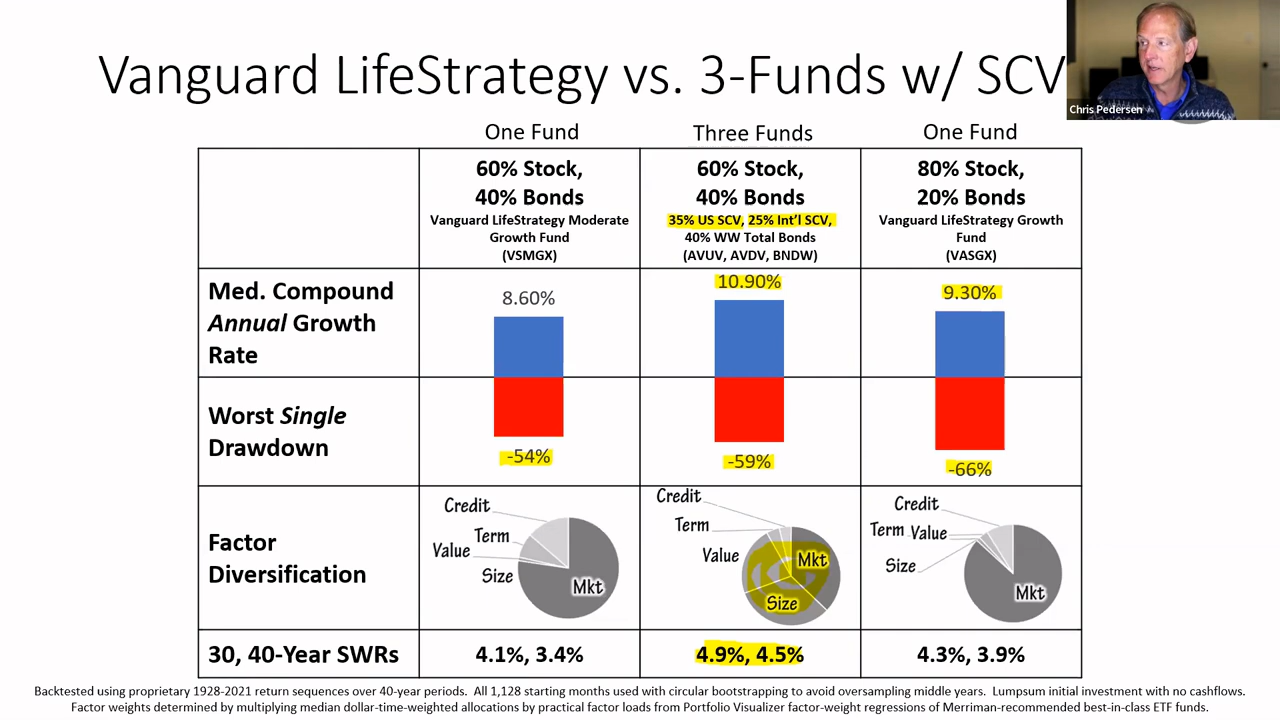 Vanguard LifeStrategy vs. 3-Funds w/ SCV
Chris Pedersen
One Fund
Three Funds
One Fund
60% Stock,
40% Bonds
Vanguard LifeStrategy Moderate
Growth Fund
(VSMGX)
60% Stock,
40% Bonds
35% US SCV, 25% Int'l SCV,
40% WW Total Bonds
(AVUV, AVDV, BNDW)
80% Stock,
20% Bonds
Vanguard LifeStrategy Growth
Fund
(VASGX)
Med. Compound
Annual Growth
Rate
8.60%
10.90%
9.30%
Worst Single
Drawdown
-54%
-59%
-66%
Factor
Diversification
Credit
Term
Value
Size
Mkt
Credit
Term
Value
Mkt
Size
Credit
Term Value
Size
Mkt
30, 40-Year SWRs
4.1%, 3.4%
4.9%, 4.5%
4.3%, 3.9%
Backtested using proprietary 1928-2021 return sequences over 40-year periods. All 1,128 starting months used with circular bootstrapping to avoid oversampling middle years. Lumpsum initial investment with no cashflows.
Factor weights determined by multiplying median dollar-time-weighted allocations by practical factor loads from Portfolio Visualizer factor-weight regressions of Merriman-recommended best-in-class ETF funds.